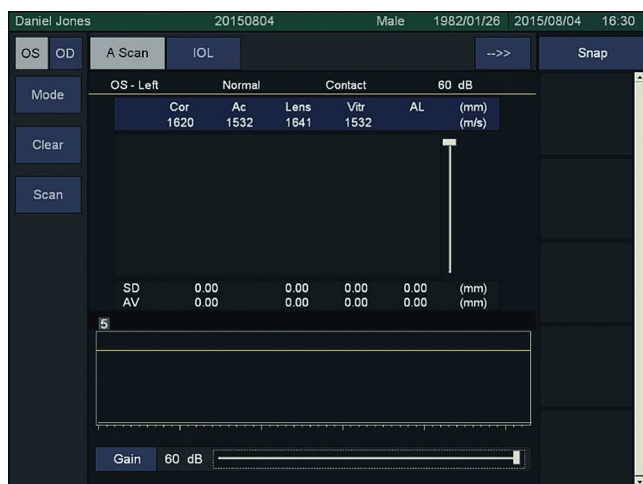 Daniel Jones 20150804 Male 1982/01/26 2015/08/04 16:30
OS OD A Scan IOL -->> Snap
Mode
Clear
Scan
OS - Left Normal Contact 60 dB
Cor Ac Lens Vitr AL (mm)
1620 1532 1641 1532 (m/s)
SD 0.00 0.00 0.00 0.00 (mm)
AV 0.00 0.00 0.00 0.00 (mm)
5
Gain 60 dB